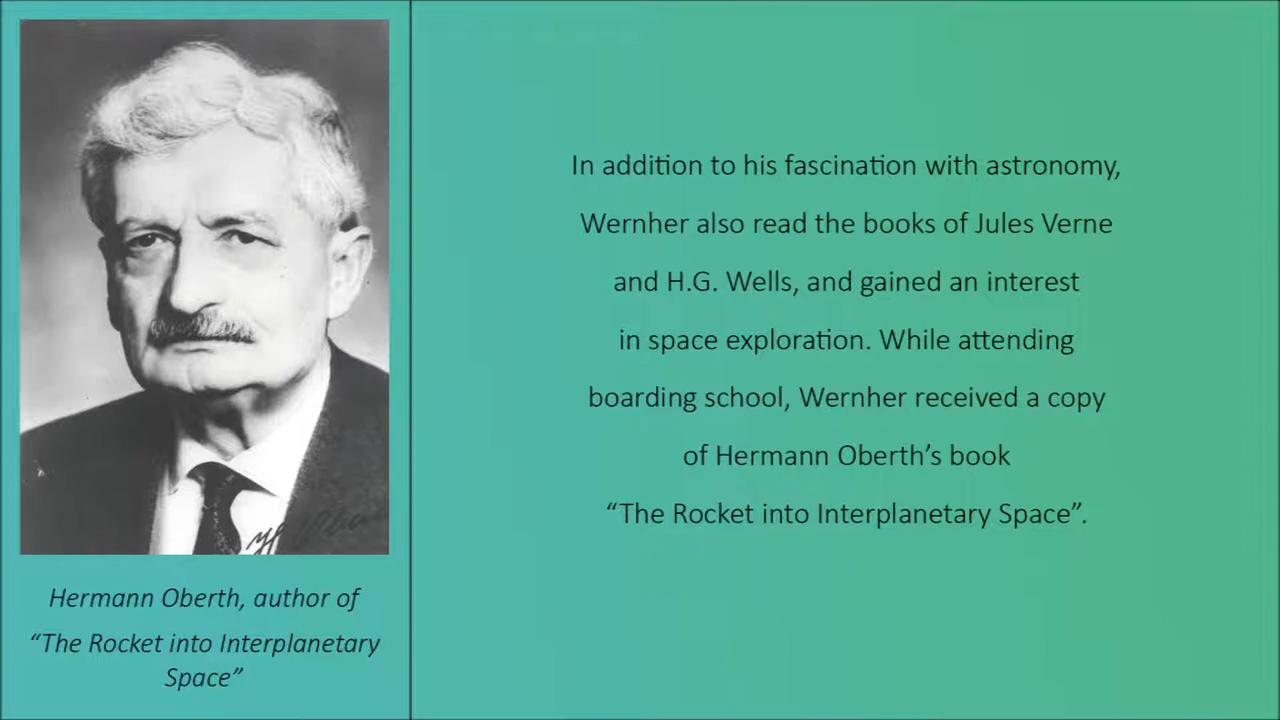 In addition to his fascination with astronomy,
Wernher also read the books of Jules Verne
and H.G. Wells, and gained an interest
in space exploration. While attending
boarding school, Wernher received a copy
of Hermann Oberth’s book
“The Rocket into Interplanetary Space”.
Hermann Oberth, author of
“The Rocket into Interplanetary
Space”